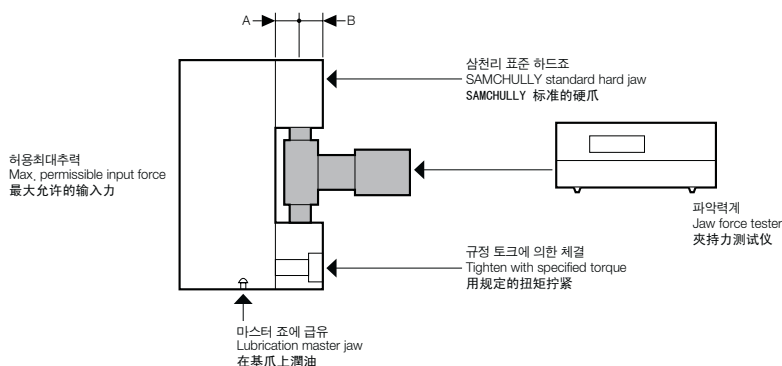 A
B
삼천리 표준 하드죠
SAMCHULLY standard hard jaw
SAMCHULLY 标准的硬爪
허용최대추력
Max. permissible input force
最大允许的输入力
파악력계
Jaw force tester
夾持力测试仪
규정 토크에 의한 체결
Tighten with specified torque
用规定的扭矩拧紧
마스터 죠에 급유
Lubrication master jaw
在基爪上潤油